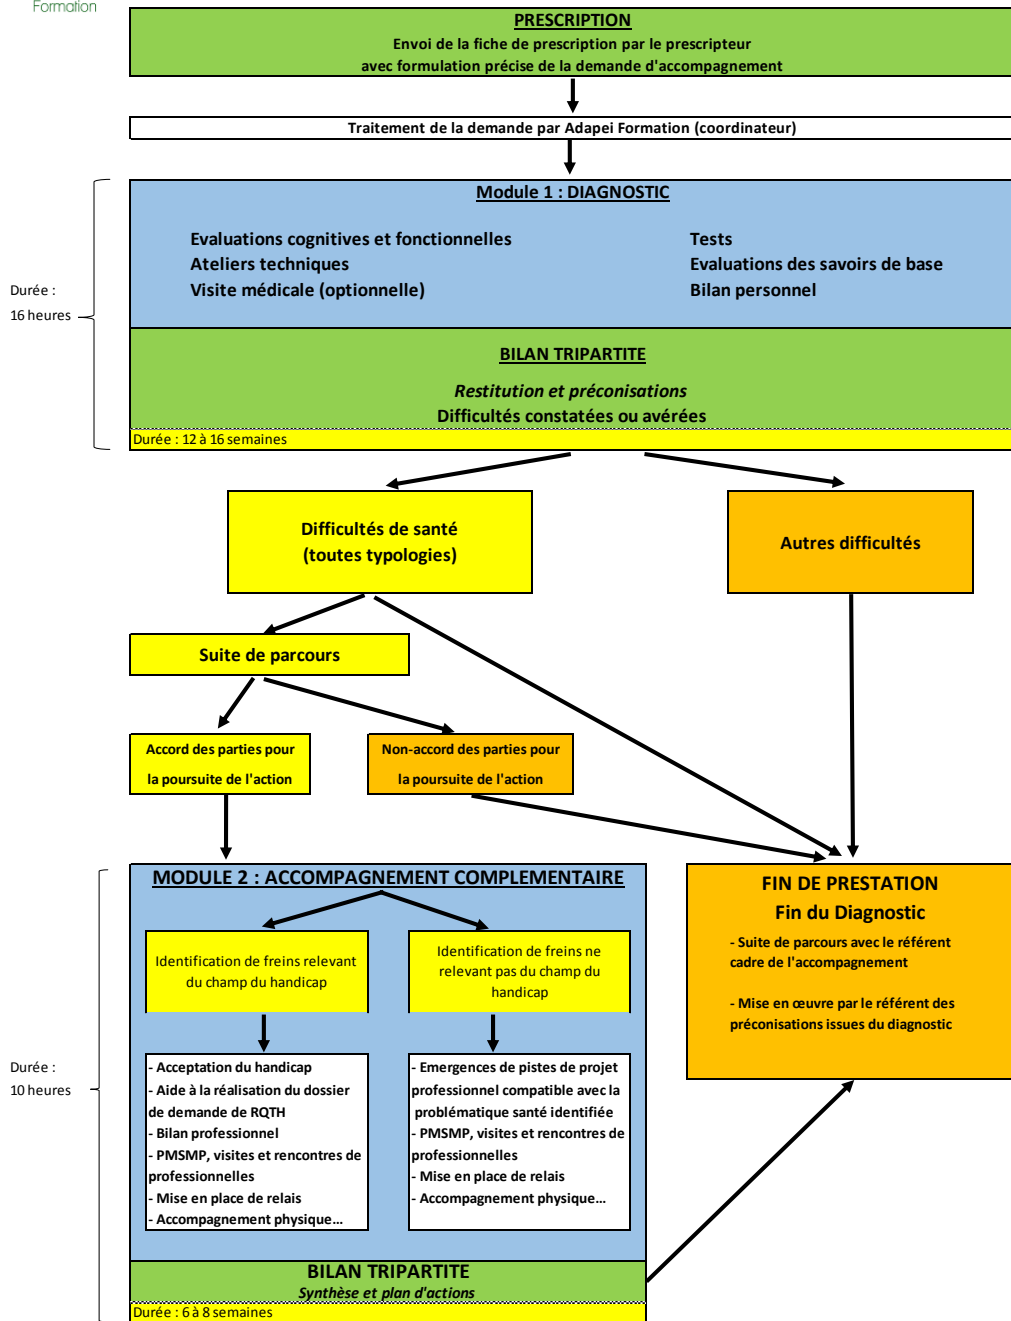 Formation
PRESCRIPTION
Envoi de la fiche de prescription par le prescripteur
avec formulation précise de la demande d'accompagnement
Traitement de la demande par Adapei Formation (coordinateur)
Module 1 : DIAGNOSTIC
Evaluations cognitives et fonctionnelles
Ateliers techniques
Visite médicale (optionnelle)
Tests
Evaluations des savoirs de base
Bilan personnel
Durée :
16 heures
BILAN TRIPARTITE
Restitution et préconisations
Difficultés constatées ou avérées
Durée : 12 à 16 semaines
Difficultés de santé
(toutes typologies)
Autres difficultés
Suite de parcours
Accord des parties pour
la poursuite de l'action
Non-accord des parties pour
la poursuite de l'action
MODULE 2 : ACCOMPAGNEMENT COMPLEMENTAIRE
Identification de freins relevant
du champ du handicap
Identification de freins ne
relevant pas du champ du
handicap
Durée :
10 heures
- Acceptation du handicap
- Aide à la réalisation du dossier
de demande de RQTH
- Bilan professionnel
- PMSMP, visites et rencontres de
professionnelles
- Mise en place de relais
- Accompagnement physique...
- Emergences de pistes de projet
professionnel compatible avec la
problématique santé identifiée
- PMSMP, visites et rencontres de
professionnelles
- Mise en place de relais
- Accompagnement physique...
FIN DE PRESTATION
Fin du Diagnostic
- Suite de parcours avec le référent
cadre de l'accompagnement
- Mise en œuvre par le référent des
préconisations issues du diagnostic
BILAN TRIPARTITE
Synthèse et plan d'actions
Durée : 6 à 8 semaines